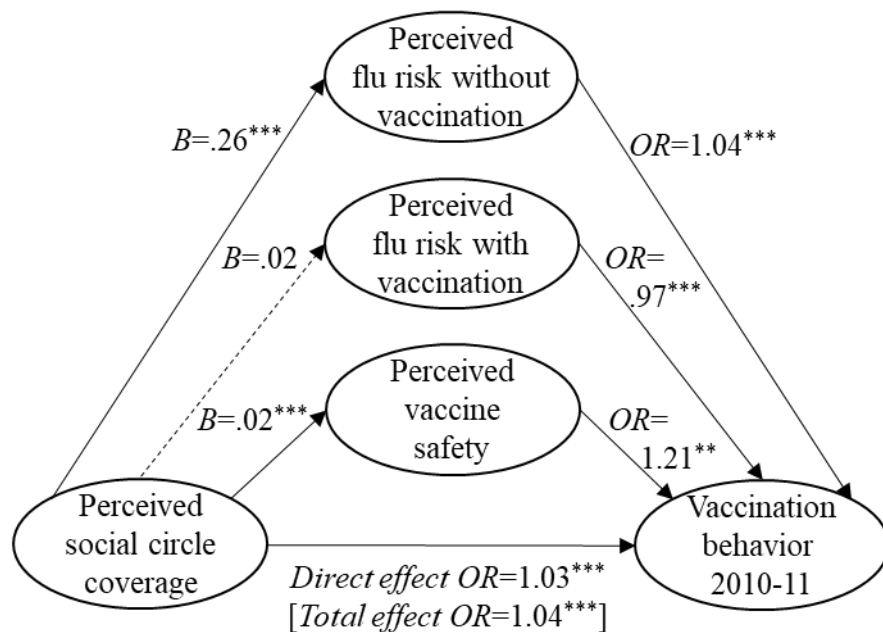 Perceived
flu risk without
vaccination
B=.26***
OR=1.04***
Perceived
flu risk with
vaccination
B=.02
OR=
.97***
Perceived
vaccine
safety
B=.02***
OR=
1.21**
Perceived
social circle
coverage
Vaccination
behavior
2010-11
Direct effect OR=1.03***
[Total effect OR=1.04***]